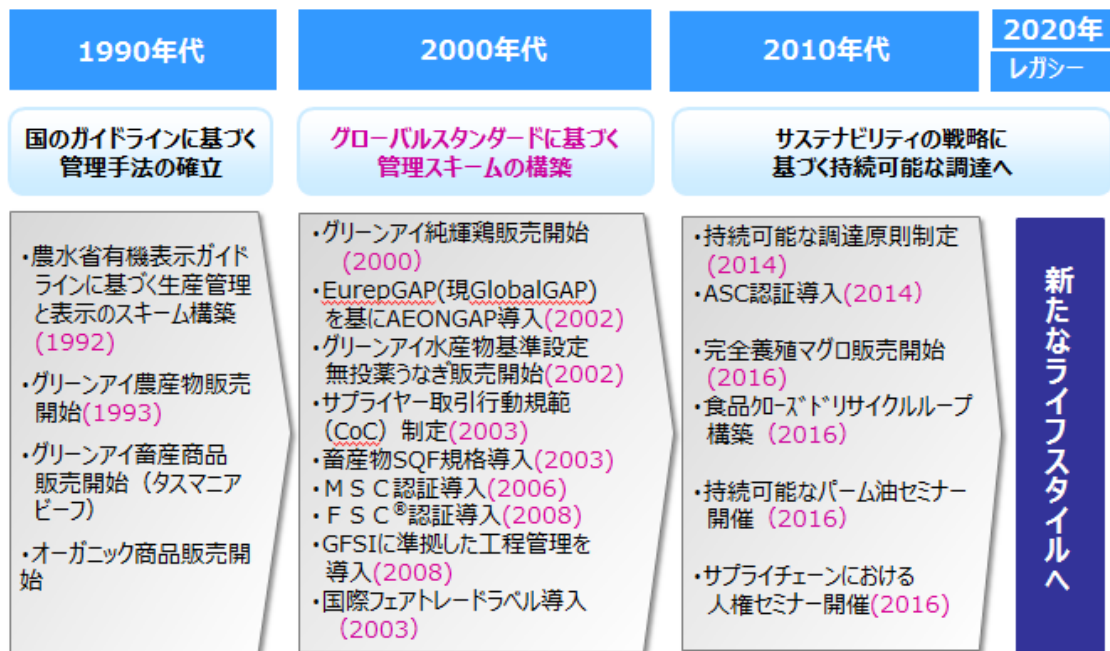 1990年代
2000年代
2010年代
2020年
レガシー
国のガイドラインに基づく
管理手法の確立
グローバルスタンダードに基づく
管理スキームの構築
サステナビリティの戦略に
基づく持続可能な調達へ
・農水省有機表示ガイド
ラインに基づく生産管理
と表示のスキーム構築
(1992)
・グリーンアイ農産物販売
開始(1993)
・グリーンアイ畜産商品
販売開始（タスマニア
ビーフ）
・オーガニック商品販売開
始
・グリーンアイ純輝鶏販売開始
(2000)
・EurepGAP(現GlobalGAP)
を基にAEONGAP導入(2002)
・グリーンアイ水産物基準設定
無投薬うなぎ販売開始(2002)
・サプライヤー取引行動規範
（CoC）制定(2003)
・畜産物SQF規格導入(2003)
・ＭＳＣ認証導入(2006)
・ＦＳＣ®認証導入(2008)
・GFSIに準拠した工程管理を
導入(2008)
・国際フェアトレードラベル導入
(2003)
・持続可能な調達原則制定
(2014)
・ASC認証導入(2014)
・完全養殖マグロ販売開始
(2016)
・食品ｸﾛｰｽﾞﾄﾞリサイクルループ
構築（2016)
・持続可能なパーム油セミナー
開催（2016)
・サプライチェーンにおける
人権セミナー開催(2016)
新たなライフスタイルへ